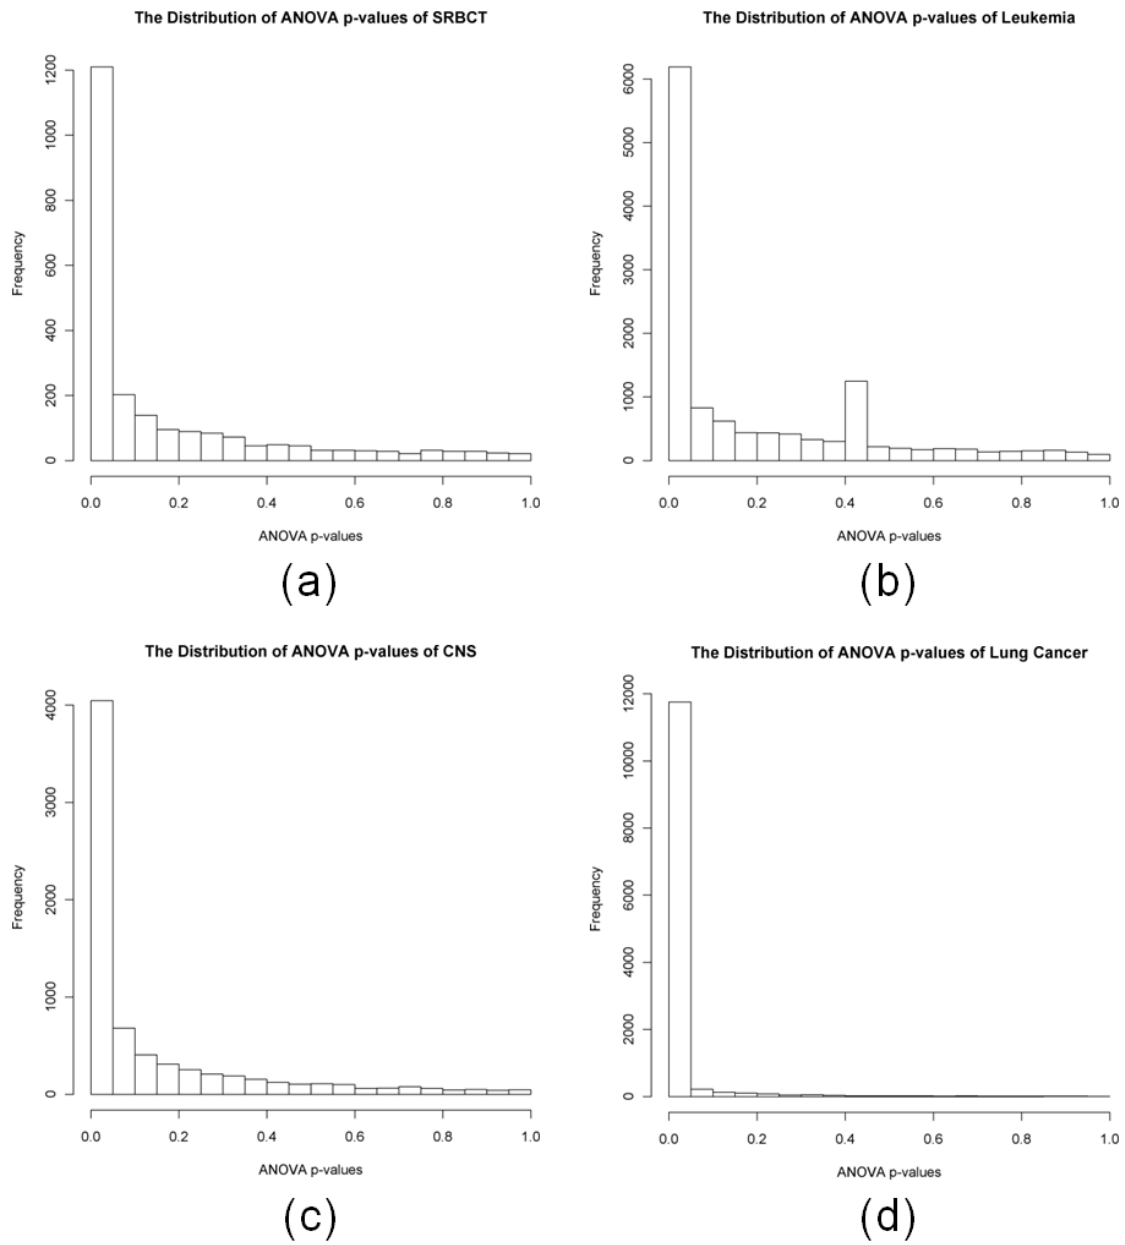 The Distribution of ANOVA p-values of SRBCT
Frequency
0
200
400
600
800
1000
1200
0.0 0.2 0.4 0.6 0.8 1.0
ANOVA p-values
(a)
The Distribution of ANOVA p-values of Leukemia
Frequency
0
1000
2000
3000
4000
5000
6000
0.0 0.2 0.4 0.6 0.8 1.0
ANOVA p-values
(b)
The Distribution of ANOVA p-values of CNS
Frequency
0
1000
2000
3000
4000
0.0 0.2 0.4 0.6 0.8 1.0
ANOVA p-values
(c)
The Distribution of ANOVA p-values of Lung Cancer
Frequency
0
2000
4000
6000
8000
10000
12000
0.0 0.2 0.4 0.6 0.8 1.0
ANOVA p-values
(d)